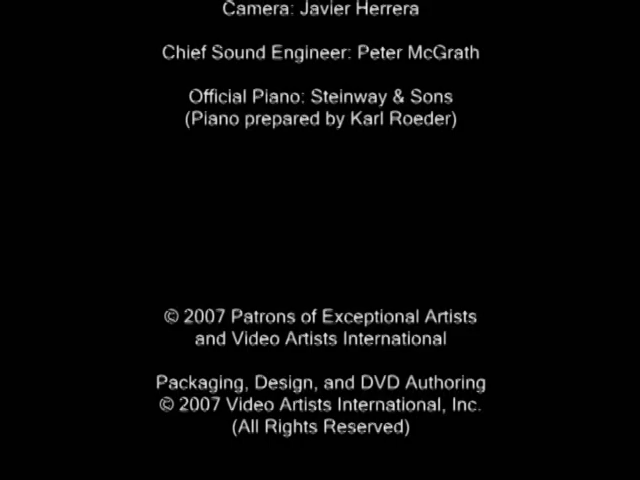 Camera: Javier Herrera
Chief Sound Engineer: Peter McGrath
Official Piano: Steinway & Sons
(Piano prepared by Karl Roeder)
© 2007 Patrons of Exceptional Artists
and Video Artists International
Packaging, Design, and DVD Authoring
© 2007 Video Artists International, Inc.
(All Rights Reserved)